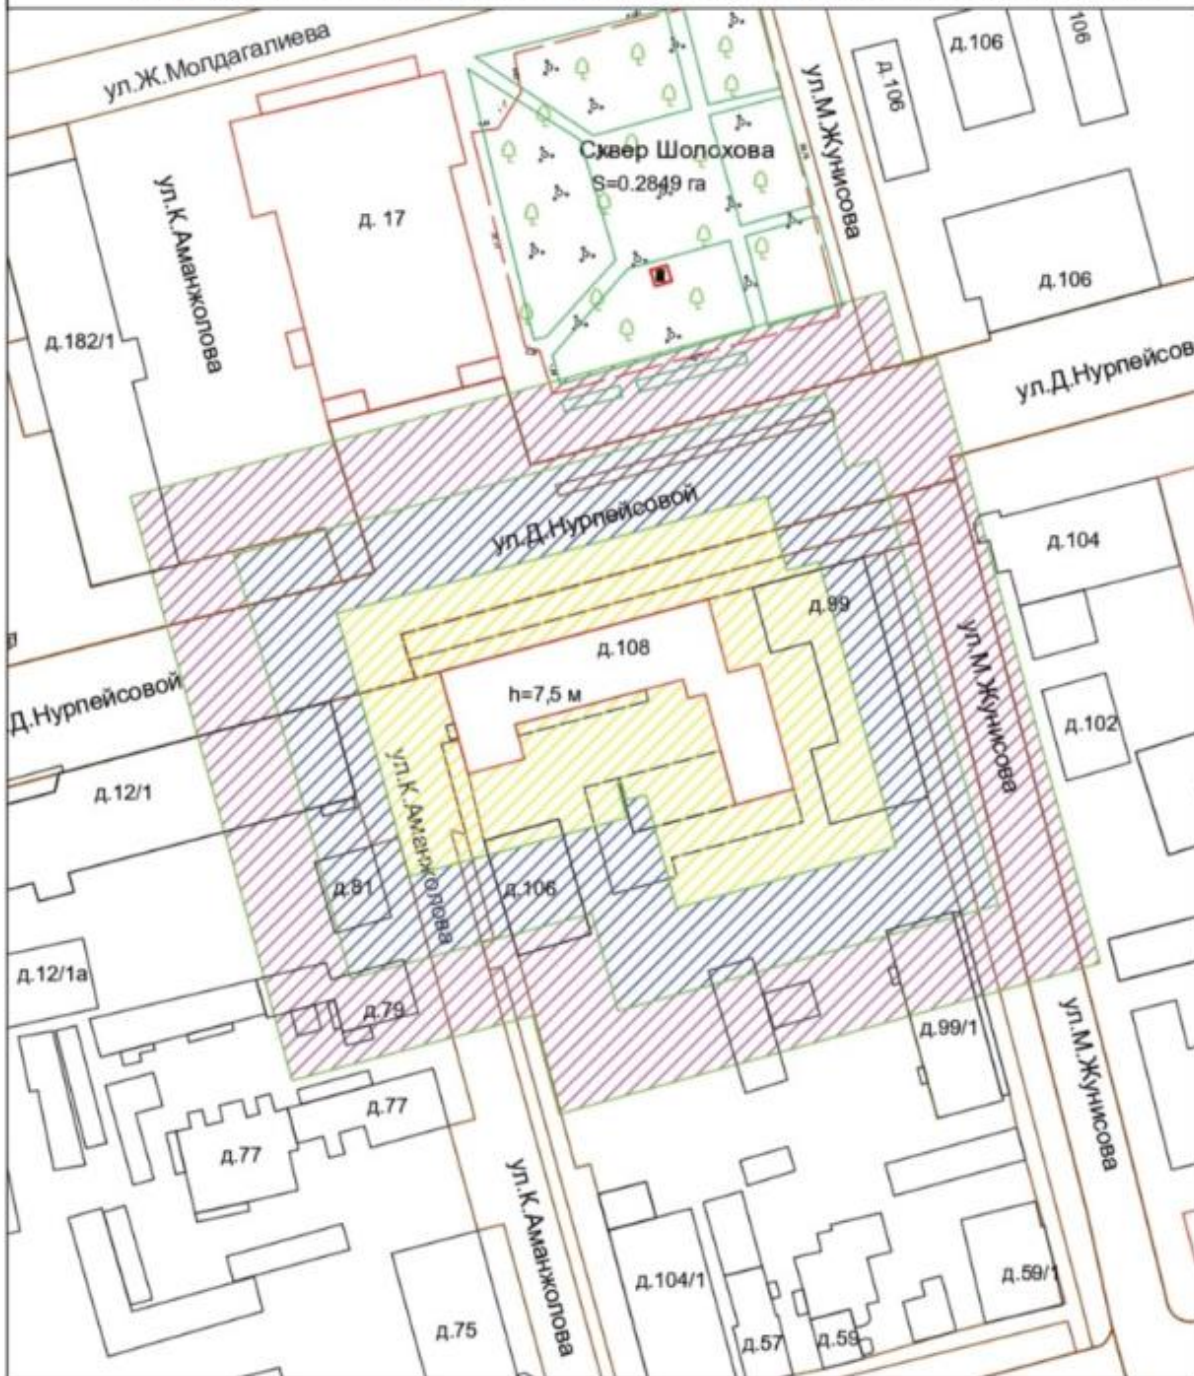 ул.Ж.Молдагалиева
д.106
106
д.106
ул.М.Жунисова
Сквер Шолохова
S=0.2849 га
ул.К.Аманжолова
д. 17
д.106
д.182/1
ул.Д.Нурпейсов
ул.Д.Нурпейсовой
д.104
д.99
ул.М.Жунисова
д.108
h=7,5 м
Д.Нурпейсовой
д.102
ул.К.Аманжолова
д.12/1
д.81
д.106
д.12/1а
д.79
д.99/1
ул.М.Жунисова
д.77
д.77
ул.К.Аманжолова
д.104/1
д.59/1
д.75
д.57
д.59